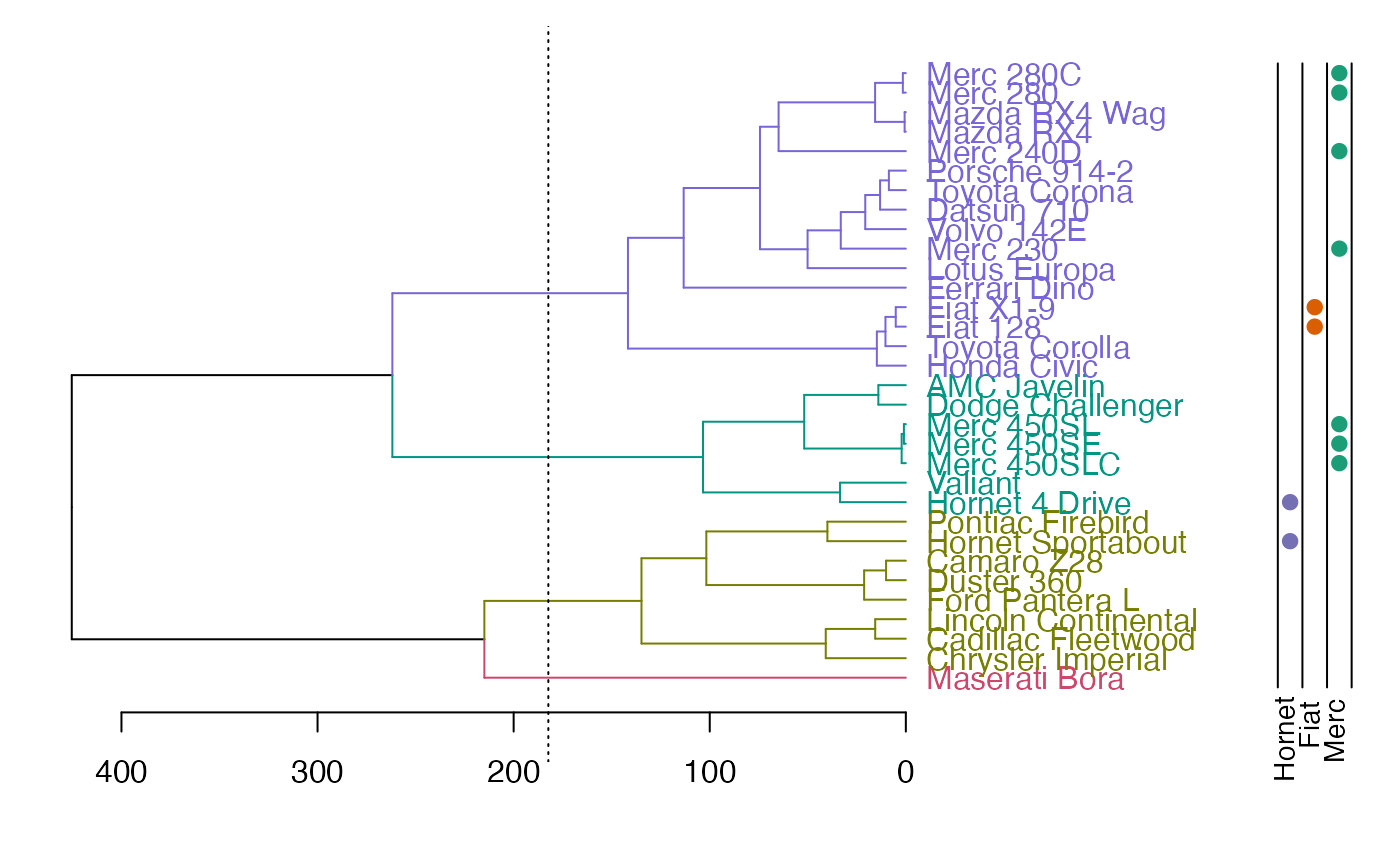 Merc 280C
Merc 280
Mazda RX4 Wag
Mazda RX4
Merc 240D
Porsche 914-2
Toyota Corona
Datsun 710
Volvo 142E
Merc 230
Lotus Europa
Ferrari Dino
Fiat X1-9
Fiat 128
Toyota Corolla
Honda Civic
AMC Javelin
Dodge Challenger
Merc 450SL
Merc 450SE
Merc 450SLC
Valiant
Hornet 4 Drive
Pontiac Firebird
Hornet Sportabout
Camaro Z28
Duster 360
Ford Pantera L
Lincoln Continental
Cadillac Fleetwood
Chrysler Imperial
Maserati Bora
400 300 200 100 0
Hornet
Fiat
Merc